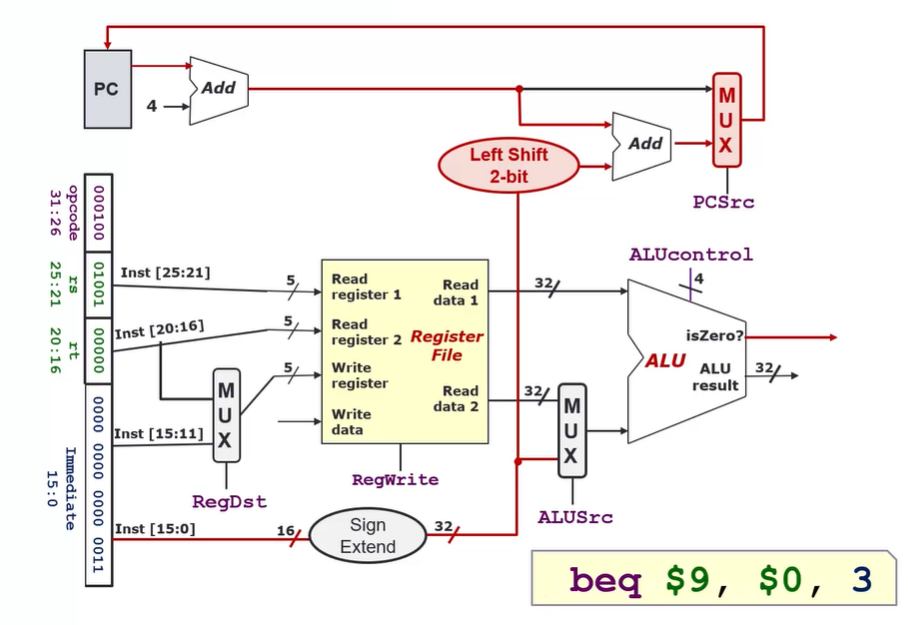 PC
4
Add
Left Shift
2-bit
Add
M
U
X
PCSrc
opcode
31:26
000100
rs
25:21
01001
rt
20:16
00000
Immediate
15:0
0000 0000 0000 0011
Inst [25:21]
5
Inst [20:16]
5
5
M
U
X
Inst [15:11]
RegDst
Read
register 1
Read
register 2
Write
register
Write
data
Register
File
Read
data 1
Read
data 2
RegWrite
32
32
M
U
X
ALUSrc
ALUcontrol
4
isZero?
ALU
ALU
result
32
Inst [15:0]
16
Sign
Extend
32
beq $9, $0, 3